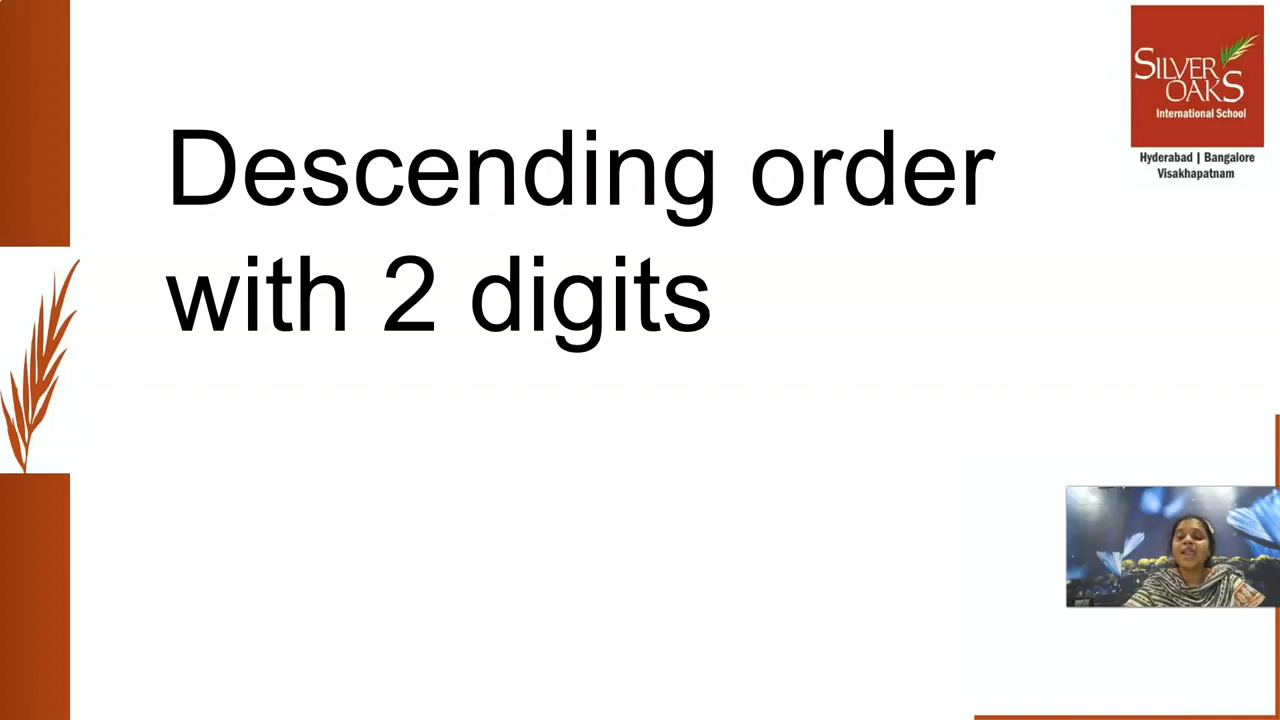 Descending order
with 2 digits
SILVER
OAKS
International School
Hyderabad | Bangalore
Visakhapatnam